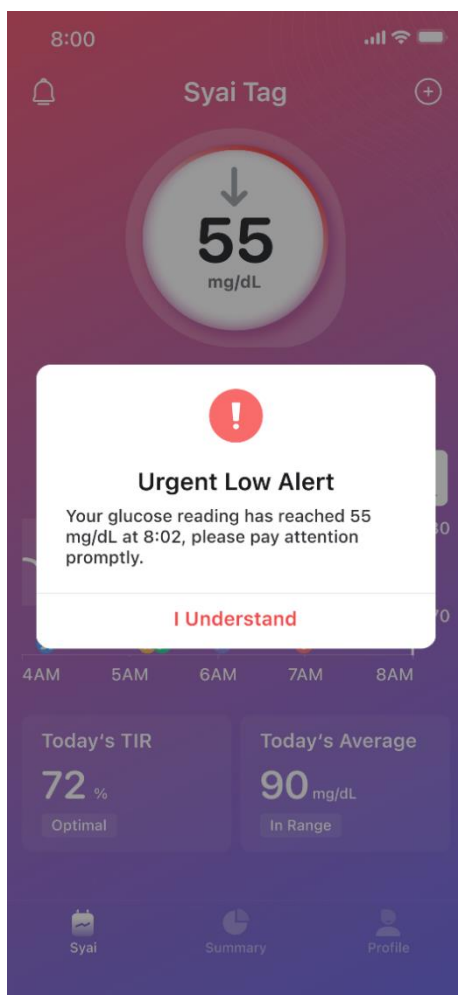 8:00
Syai Tag
55
mg/dL
Urgent Low Alert
Your glucose reading has reached 55
mg/dL at 8:02, please pay attention
promptly.
I Understand
4AM 5AM 6AM 7AM 8AM
Today's TIR
72 %
Optimal
Today's Average
90 mg/dL
In Range
Syai Summary Profile